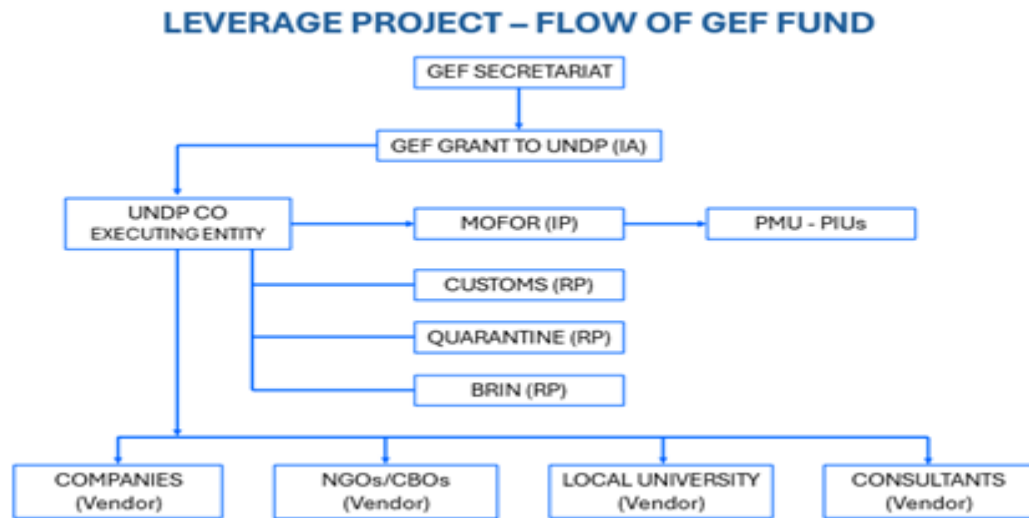 LEVERAGE PROJECT – FLOW OF GEF FUND
GEF SECRETARIAT
GEF GRANT TO UNDP (IA)
UNDP CO
EXECUTING ENTITY
MOFOR (IP)
PMU - PIUs
CUSTOMS (RP)
QUARANTINE (RP)
BRIN (RP)
COMPANIES
(Vendor)
NGOs/CBOs
(Vendor)
LOCAL UNIVERSITY
(Vendor)
CONSULTANTS
(Vendor)